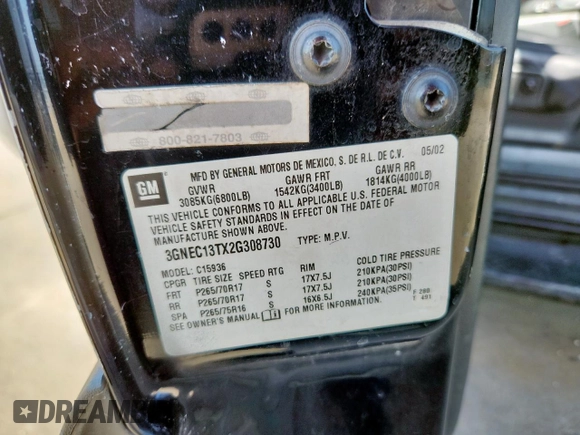 800-821-7803
GM
MFD BY GENERAL MOTORS DE MEXICO, S. DE R.L. DE C.V. 05/02
GVWR GAWR FRT GAWR RR
3085KG(6800LB) 1542KG(3400LB) 1814KG(4000LB)
THIS VEHICLE CONFORMS TO ALL APPLICABLE U.S. FEDERAL MOTOR
VEHICLE SAFETY STANDARDS IN EFFECT ON THE DATE OF
MANUFACTURE SHOWN ABOVE.
3GNEC13TX2G308730 TYPE: M.P.V.
MODEL: C15936
CPGR TIRE SIZE SPEED RTG RIM COLD TIRE PRESSURE
FRT P265/70R17 S 17X7.5J 210KPA(30PSI)
RR P265/70R17 S 17X7.5J 210KPA(30PSI)
SPA P265/75R16 S 16X6.5J 240KPA(35PSI)
SEE OWNER'S MANUAL FOR MORE INFORMATION.
F 280
T 691
DREAM